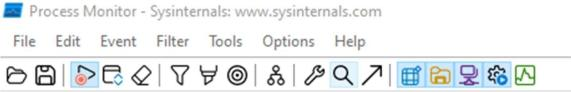 Process Monitor - Sysinternals: www.sysinternals.com
File Edit Event Filter Tools Options Help